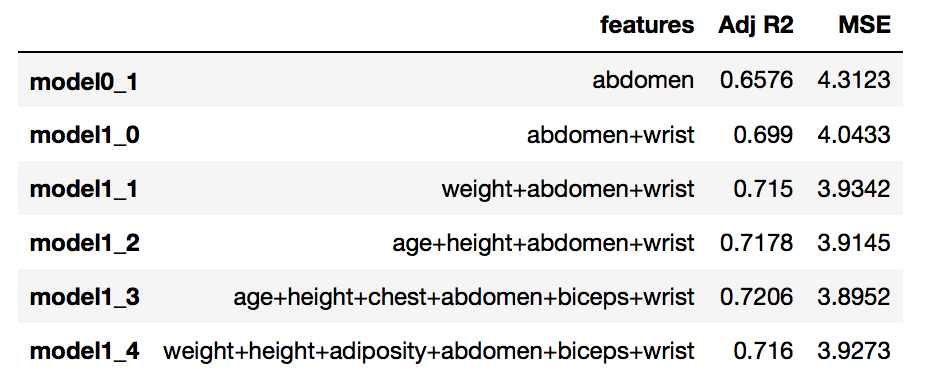 features Adj R2 MSE
model0_1 abdomen 0.6576 4.3123
model1_0 abdomen+wrist 0.699 4.0433
model1_1 weight+abdomen+wrist 0.715 3.9342
model1_2 age+height+abdomen+wrist 0.7178 3.9145
model1_3 age+height+chest+abdomen+biceps+wrist 0.7206 3.8952
model1_4 weight+height+adiposity+abdomen+biceps+wrist 0.716 3.9273